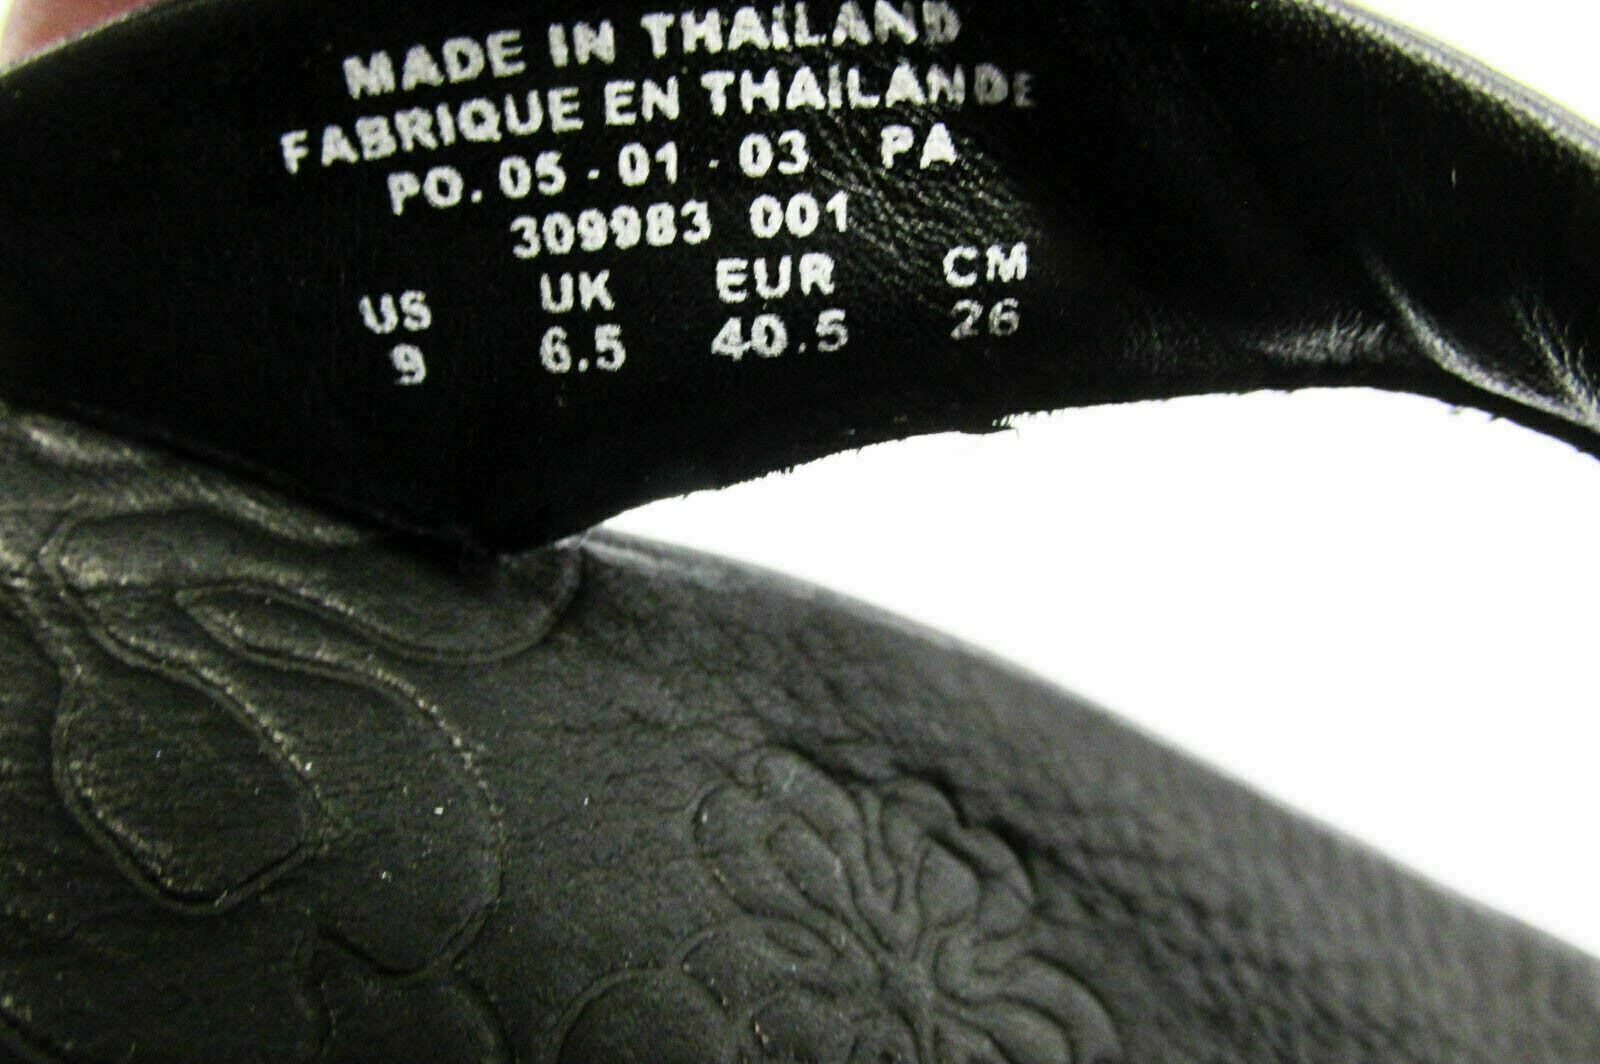 MADE IN THAILAND
FABRIQUE EN THAILANDE
PO. 05 - 01 - 03 PA
309983 001
US UK EUR CM
9 6.5 40.5 26